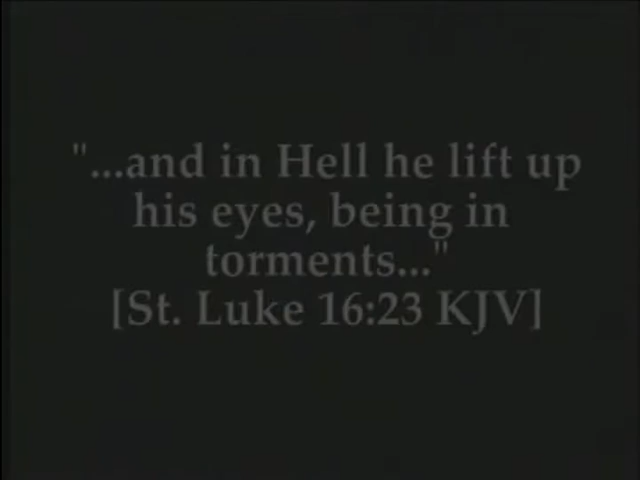 "...and in Hell he lift up
his eyes, being in
torments..."
[St. Luke 16:23 KJV]